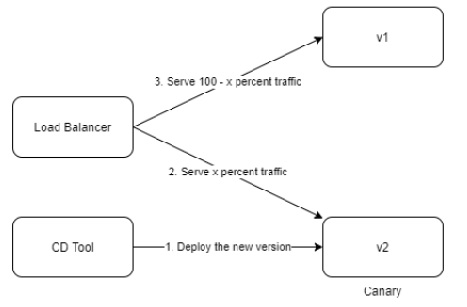 v1
3. Serve 100 - x percent traffic
Load Balancer
2. Serve x percent traffic
CD Tool
1 Deploy the new version
v2
Canary